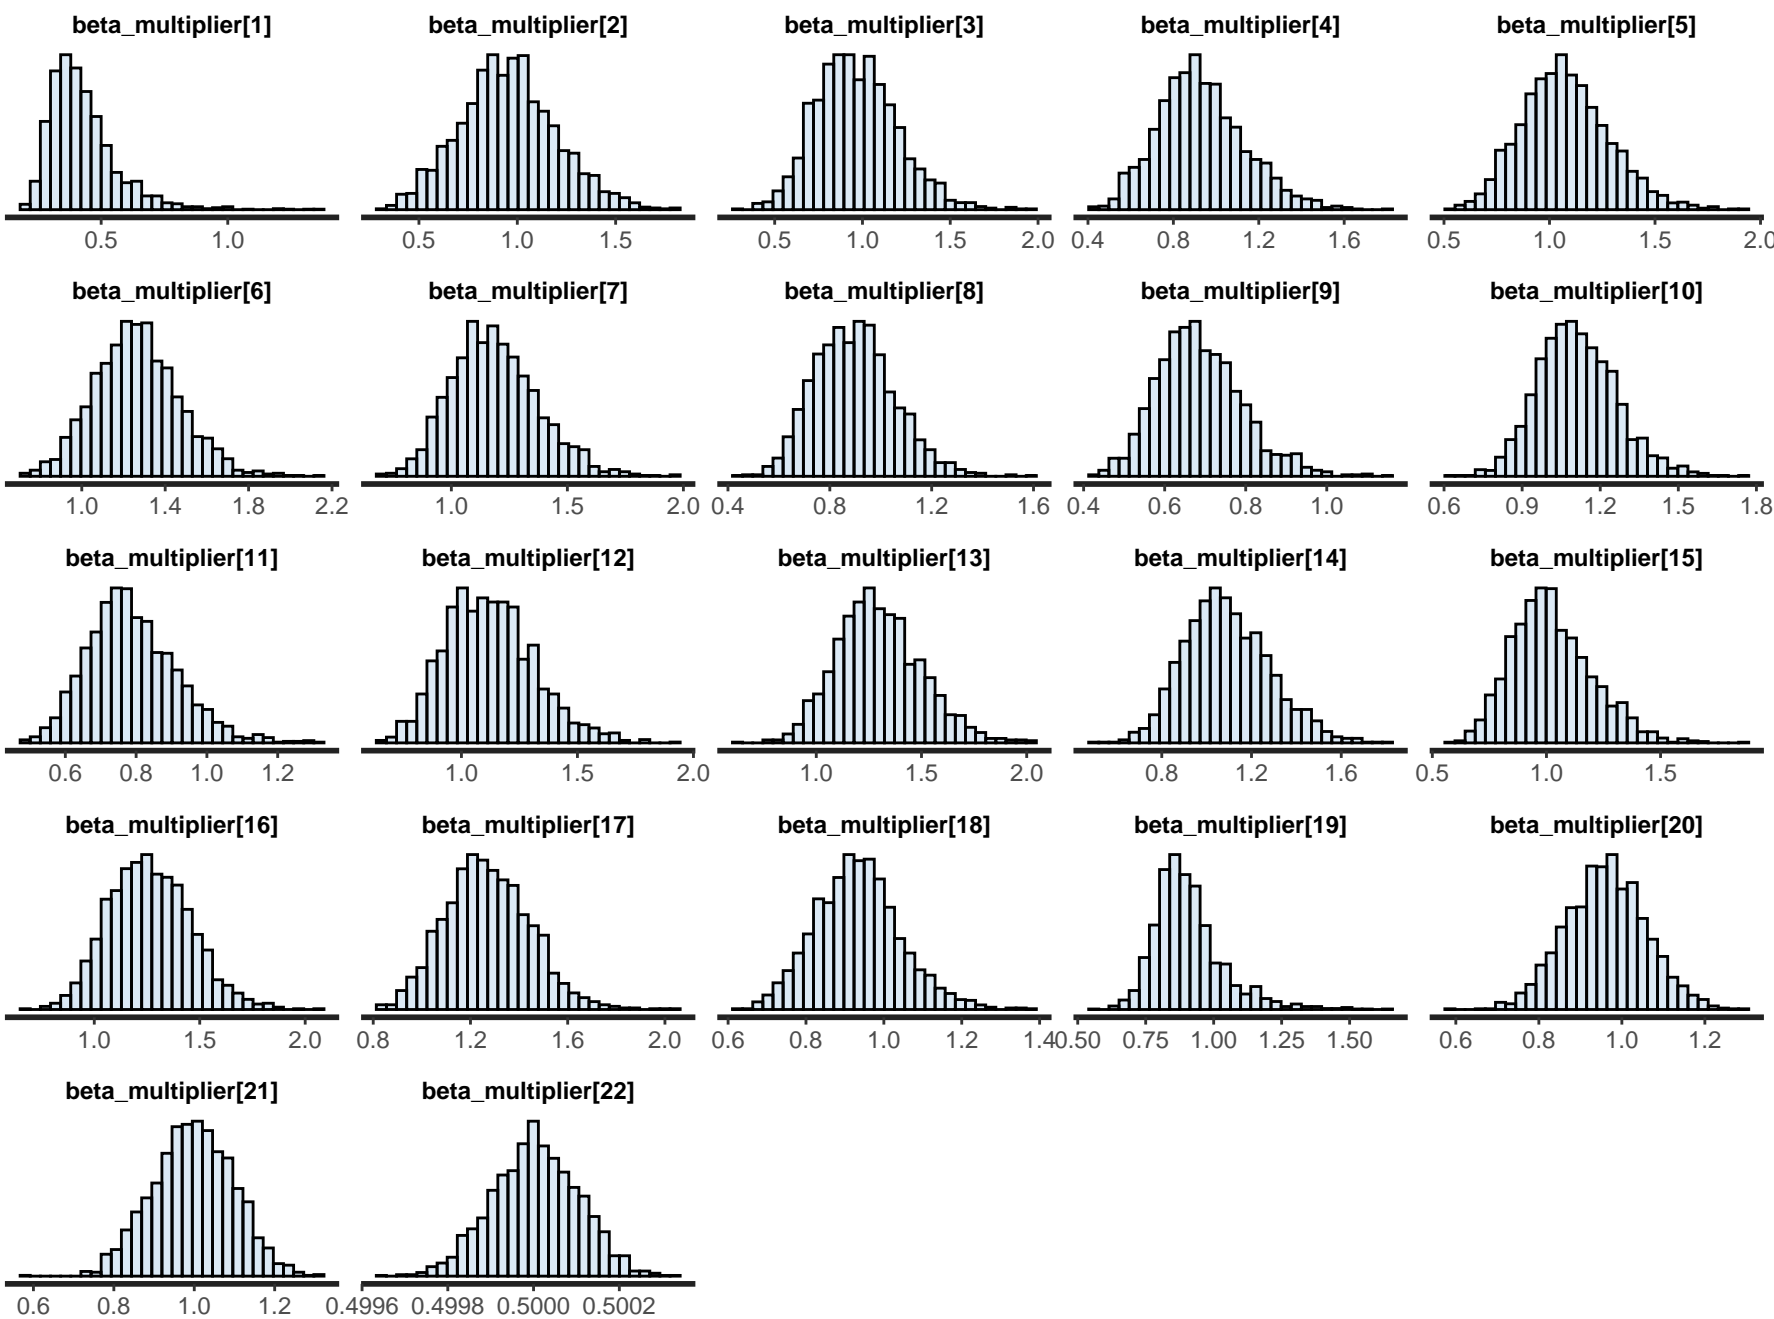 beta_multiplier[1] beta_multiplier[2] beta_multiplier[3] beta_multiplier[4] beta_multiplier[5]
0.5 1.0 0.5 1.0 1.5 0.5 1.0 1.5 2.0 0.4 0.8 1.2 1.6 0.5 1.0 1.5 2.0
beta_multiplier[6] beta_multiplier[7] beta_multiplier[8] beta_multiplier[9] beta_multiplier[10]
1.0 1.4 1.8 2.2 1.0 1.5 2.0 0.4 0.8 1.2 1.6 0.4 0.6 0.8 1.0 0.6 0.9 1.2 1.5 1.8
beta_multiplier[11] beta_multiplier[12] beta_multiplier[13] beta_multiplier[14] beta_multiplier[15]
0.6 0.8 1.0 1.2 1.0 1.5 2.0 1.0 1.5 2.0 0.8 1.2 1.6 0.5 1.0 1.5
beta_multiplier[16] beta_multiplier[17] beta_multiplier[18] beta_multiplier[19] beta_multiplier[20]
1.0 1.5 2.0 0.8 1.2 1.6 2.0 0.6 0.8 1.0 1.2 1.4 0.50 0.75 1.00 1.25 1.50 0.6 0.8 1.0 1.2
beta_multiplier[21] beta_multiplier[22]
0.6 0.8 1.0 1.2 0.4996 0.4998 0.5000 0.5002